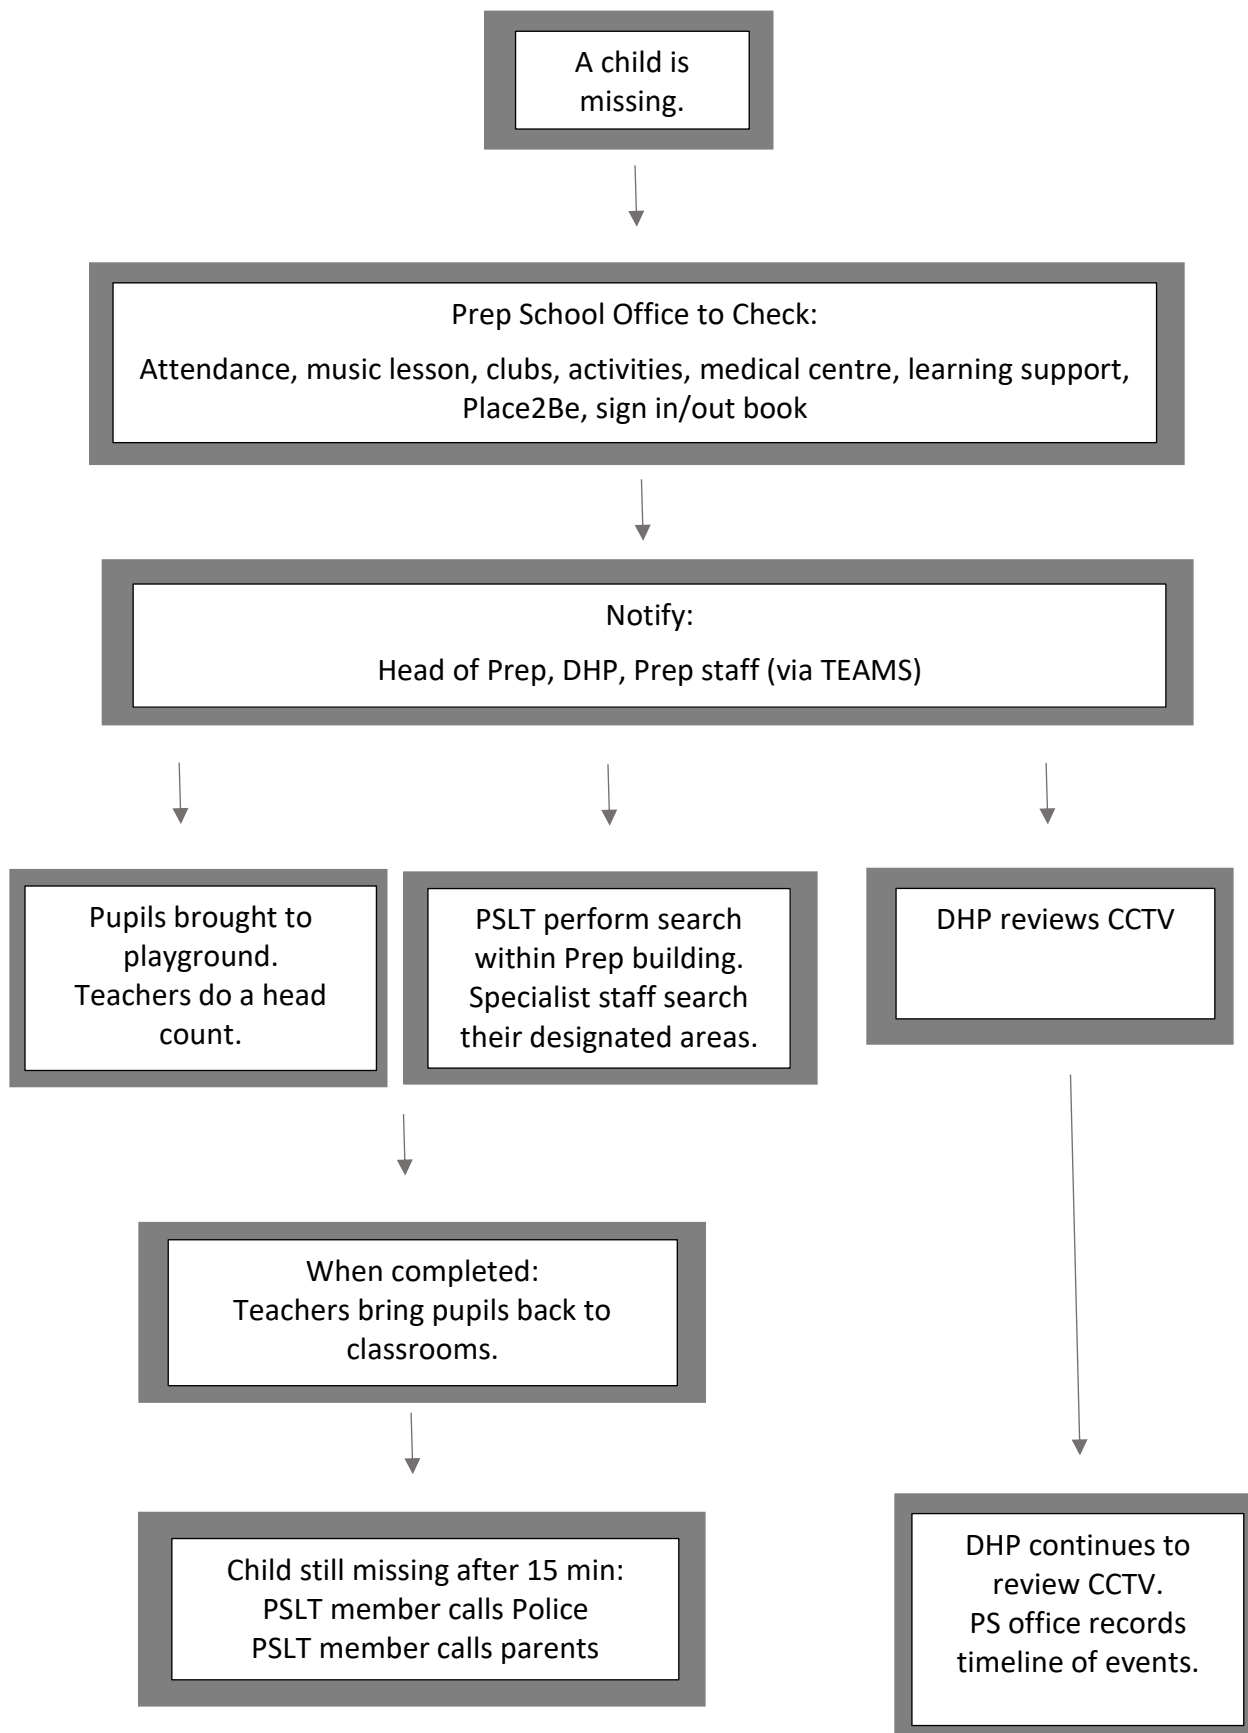 A child is
missing.
Prep School Office to Check:
Attendance, music lesson, clubs, activities, medical centre, learning support,
Place2Be, sign in/out book
Notify:
Head of Prep, DHP, Prep staff (via TEAMS)
Pupils brought to
playground.
Teachers do a head
count.
PSLT perform search
within Prep building.
Specialist staff search
their designated areas.
DHP reviews CCTV
When completed:
Teachers bring pupils back to
classrooms.
Child still missing after 15 min:
PSLT member calls Police
PSLT member calls parents
DHP continues to
review CCTV.
PS office records
timeline of events.